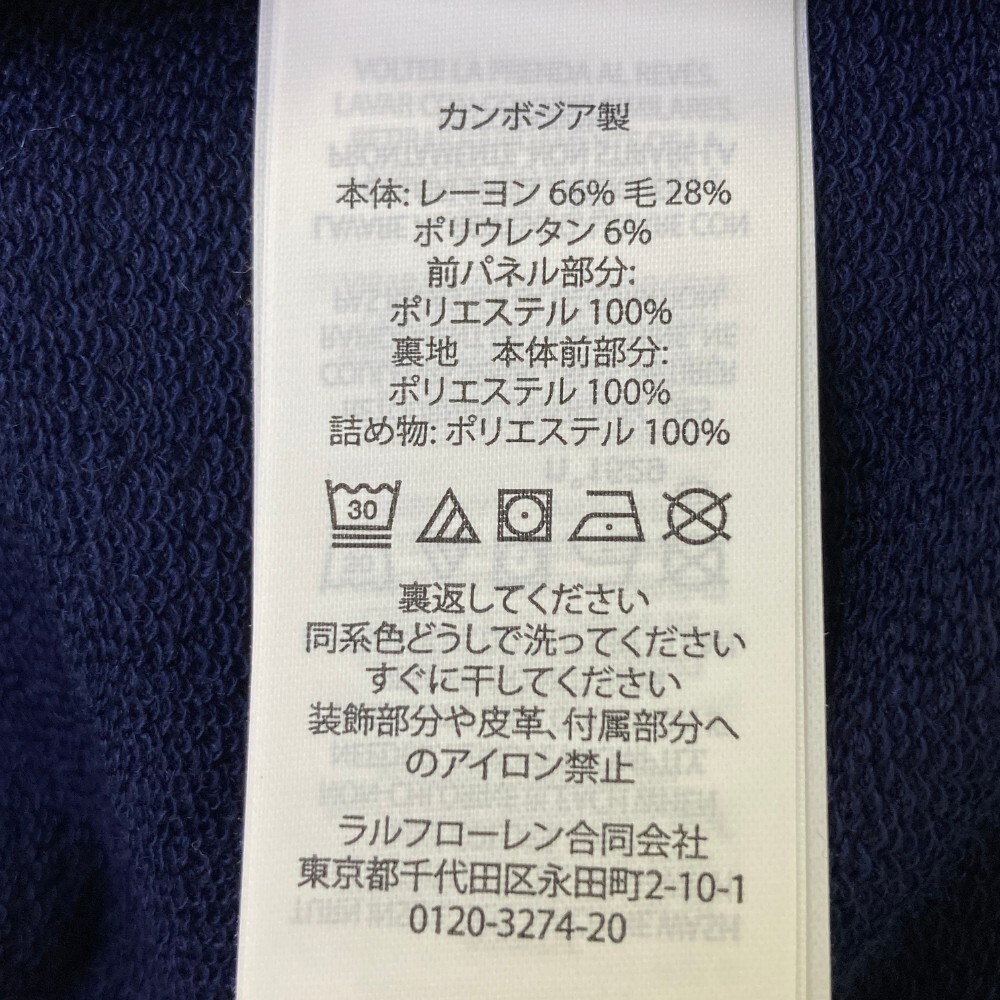 カンボジア製
本体: レーヨン 66% 毛 28%
ポリウレタン 6%
前パネル部分:
ポリエステル 100%
裏地　本体前部分:
ポリエステル 100%
詰め物: ポリエステル 100%
30
裏返してください
同系色どうしで洗ってください
すぐに干してください
装飾部分や皮革、付属部分へ
のアイロン禁止
ラルフローレン合同会社
東京都千代田区永田町2-10-1
0120-3274-20